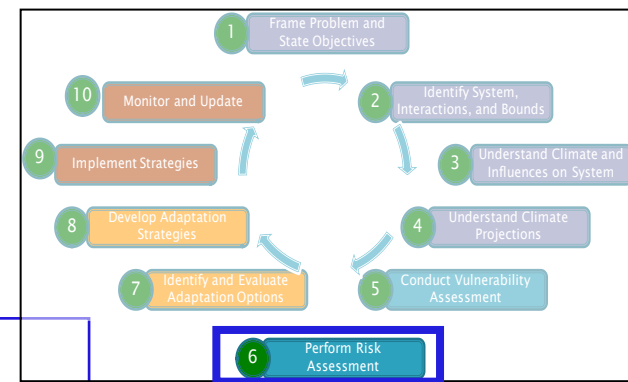 1
Frame Problem and
State Objectives
2
Identify System,
Interactions, and Bounds
3
Understand Climate and
Influences on System
4
Understand Climate
Projections
5
Conduct Vulnerability
Assessment
6
Perform Risk
Assessment
7
Identify and Evaluate
Adaptation Options
8
Develop Adaptation
Strategies
9
Implement Strategies
10
Monitor and Update